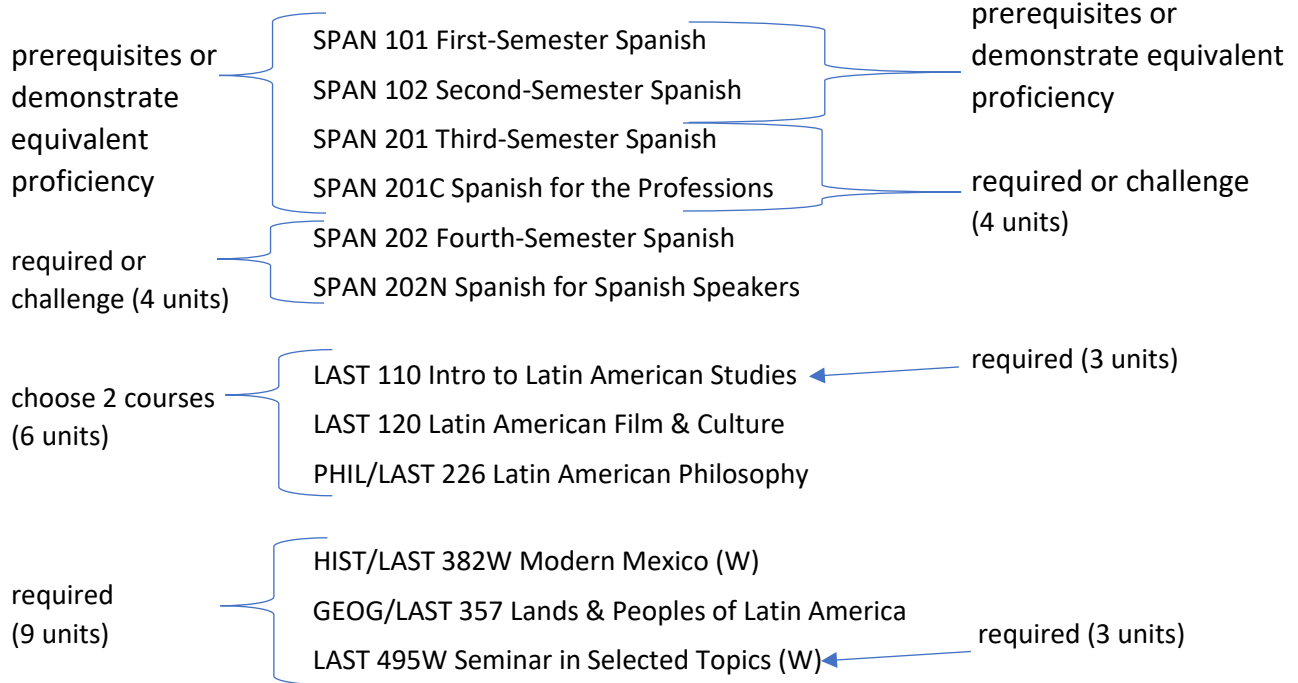 prerequisites or
demonstrate
equivalent
proficiency
SPAN 101 First-Semester Spanish
SPAN 102 Second-Semester Spanish
SPAN 201 Third-Semester Spanish
SPAN 201C Spanish for the Professions
prerequisites or
demonstrate equivalent
proficiency
required or challenge
(4 units)
required or
challenge (4 units)
SPAN 202 Fourth-Semester Spanish
SPAN 202N Spanish for Spanish Speakers
choose 2 courses
(6 units)
LAST 110 Intro to Latin American Studies
LAST 120 Latin American Film & Culture
PHIL/LAST 226 Latin American Philosophy
required (3 units)
required
(9 units)
HIST/LAST 382W Modern Mexico (W)
GEOG/LAST 357 Lands & Peoples of Latin America
LAST 495W Seminar in Selected Topics (W)
required (3 units)